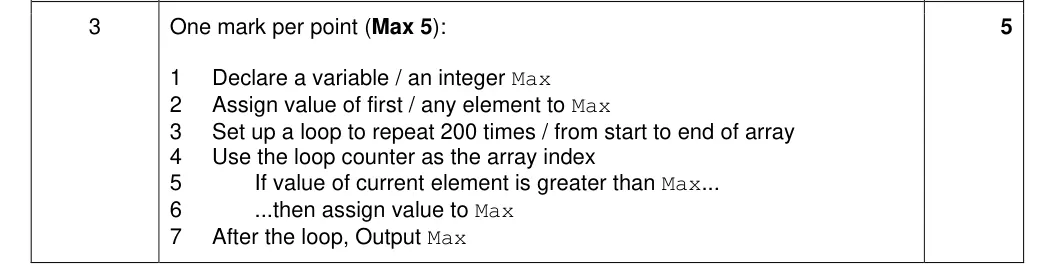 3 One mark per point (Max 5): 5
1 Declare a variable / an integer Max
2 Assign value of first / any element to Max
3 Set up a loop to repeat 200 times / from start to end of array
4 Use the loop counter as the array index
5 If value of current element is greater than Max...
6 ...then assign value to Max
7 After the loop, Output Max